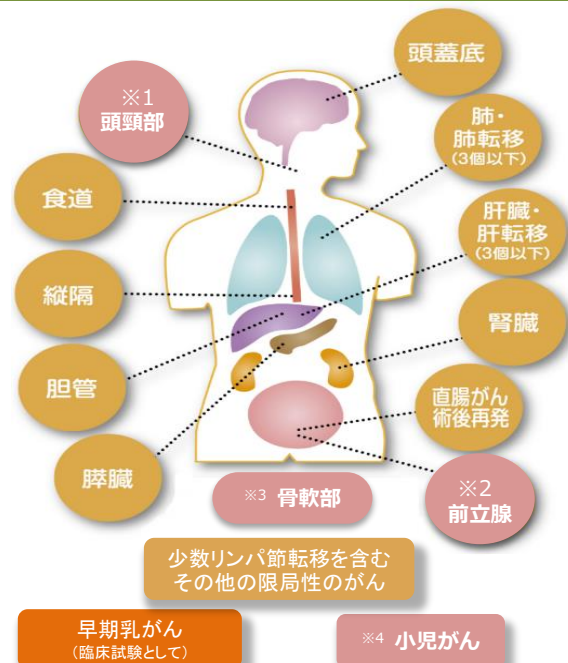 頭蓋底
※1
頭頸部
肺・
肺転移
(3個以下)
食道
肝臓・
肝転移
(3個以下)
縦隔
腎臓
胆管
直腸がん
術後再発
膵臓
※3 骨軟部
※2
前立腺
少数リンパ節転移を含む
その他の限局性のがん
早期乳がん
(臨床試験として)
※4 小児がん